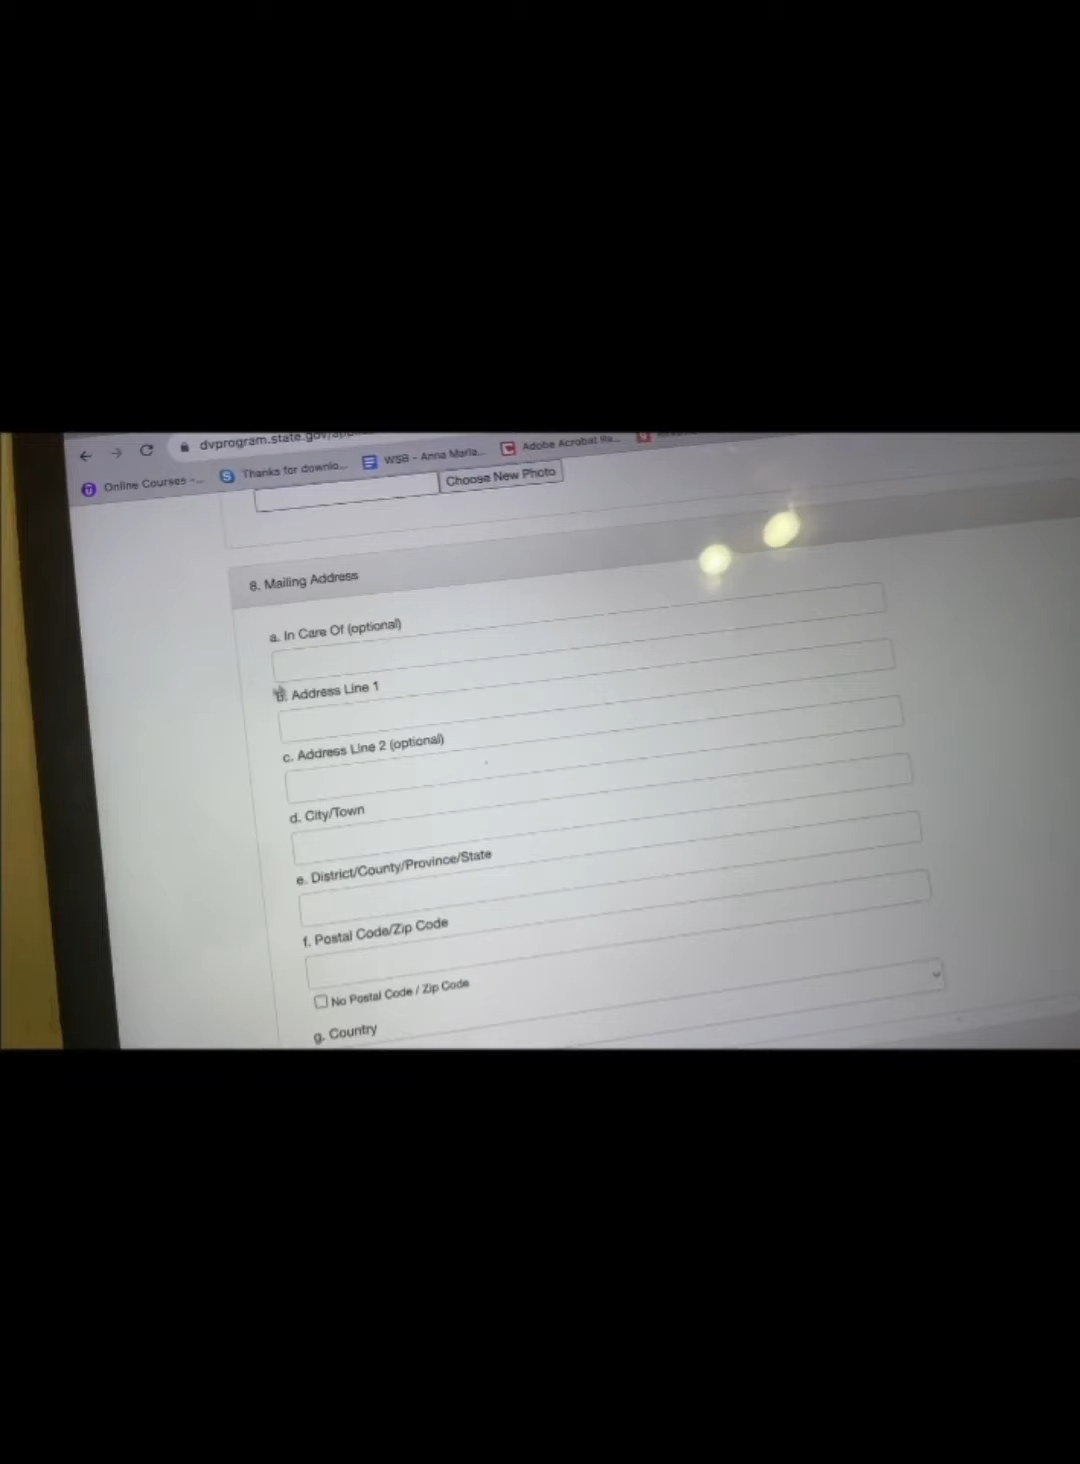 dvprogram.state.gov/appli
Online Courses -...
Thanks for downlo...
WSB - Anna Maria...
Adobe Acrobat Re...
Choose New Photo
8. Mailing Address
a. In Care Of (optional)
b. Address Line 1
c. Address Line 2 (optional)
d. City/Town
e. District/County/Province/State
f. Postal Code/Zip Code
No Postal Code / Zip Code
g. Country